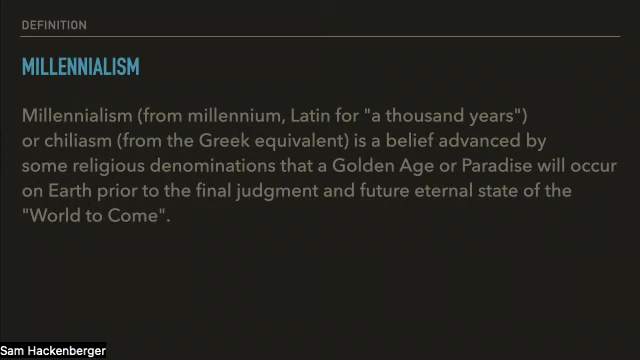 DEFINITION
MILLENNIALISM
Millennialism (from millennium, Latin for "a thousand years")
or chiliasm (from the Greek equivalent) is a belief advanced by
some religious denominations that a Golden Age or Paradise will occur
on Earth prior to the final judgment and future eternal state of the
"World to Come".
Sam Hackenberger